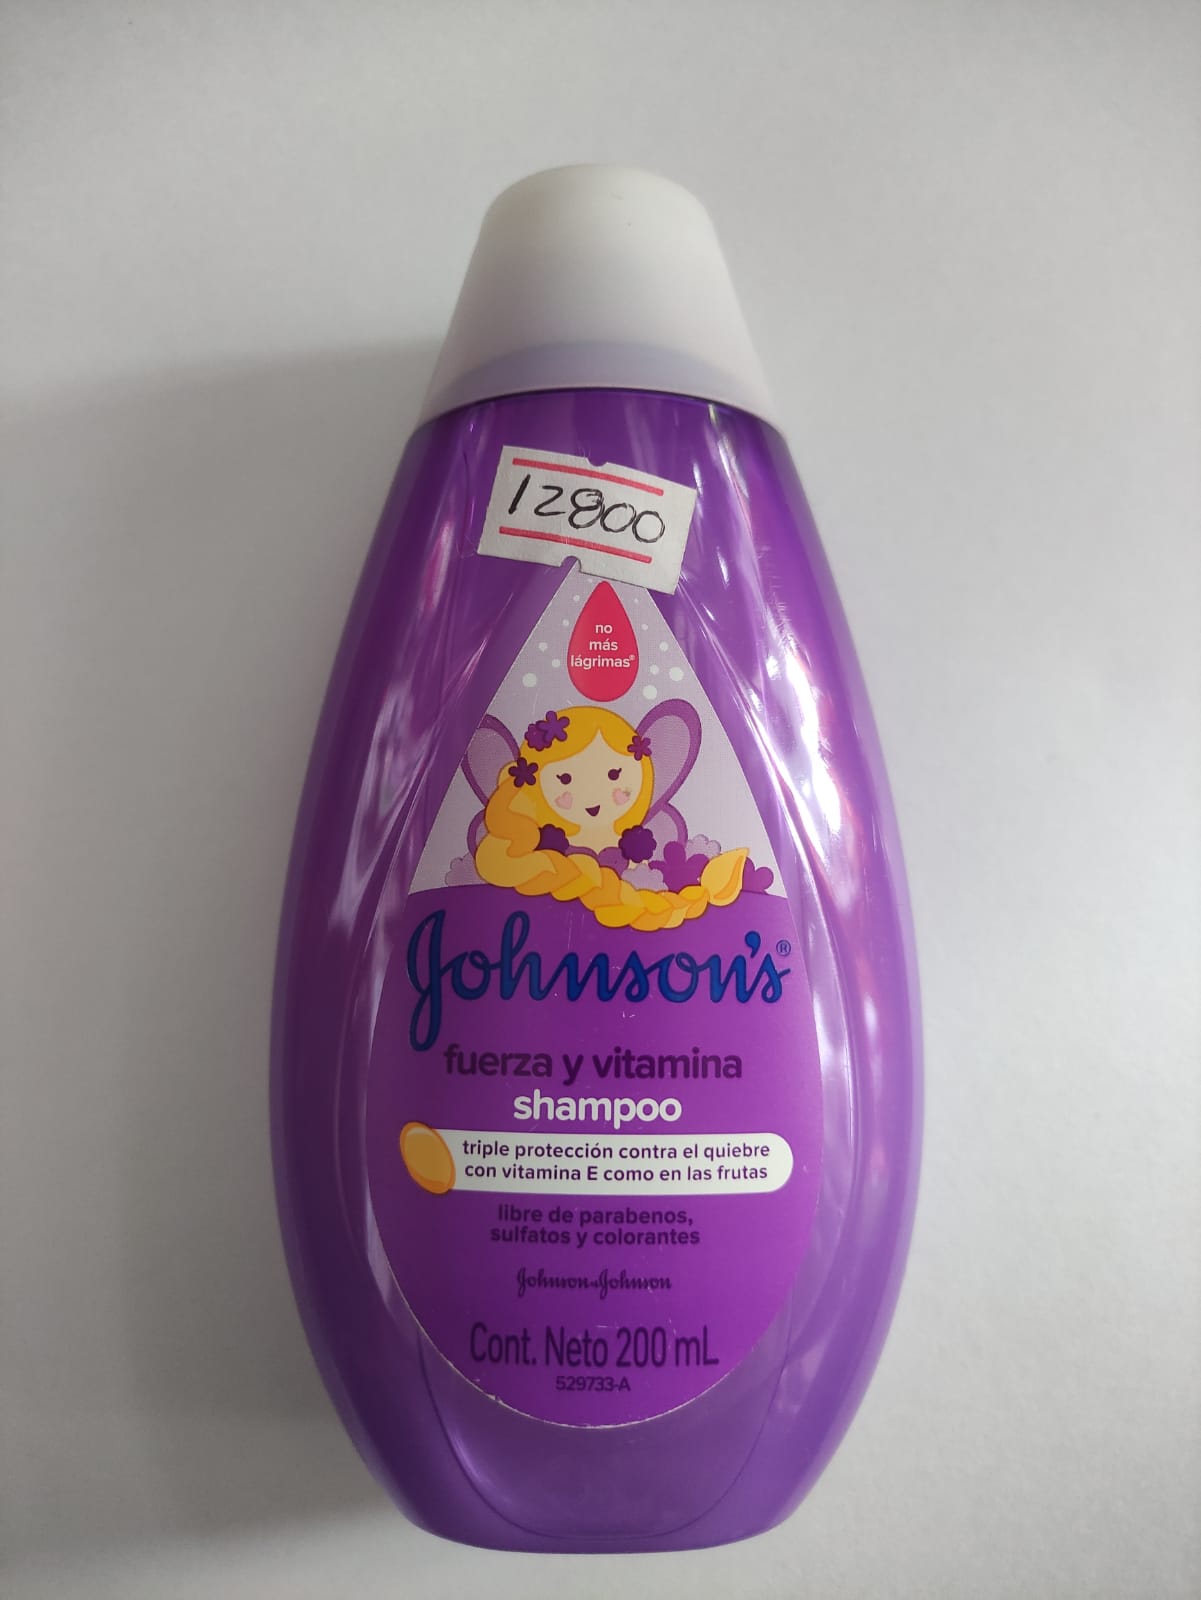 12800
no
más
lágrimas®
Johnson's®
fuerza y vitamina
shampoo
triple protección contra el quiebre
con vitamina E como en las frutas
libre de parabenos,
sulfatos y colorantes
Johnson & Johnson
Cont. Neto 200 mL
529733-A